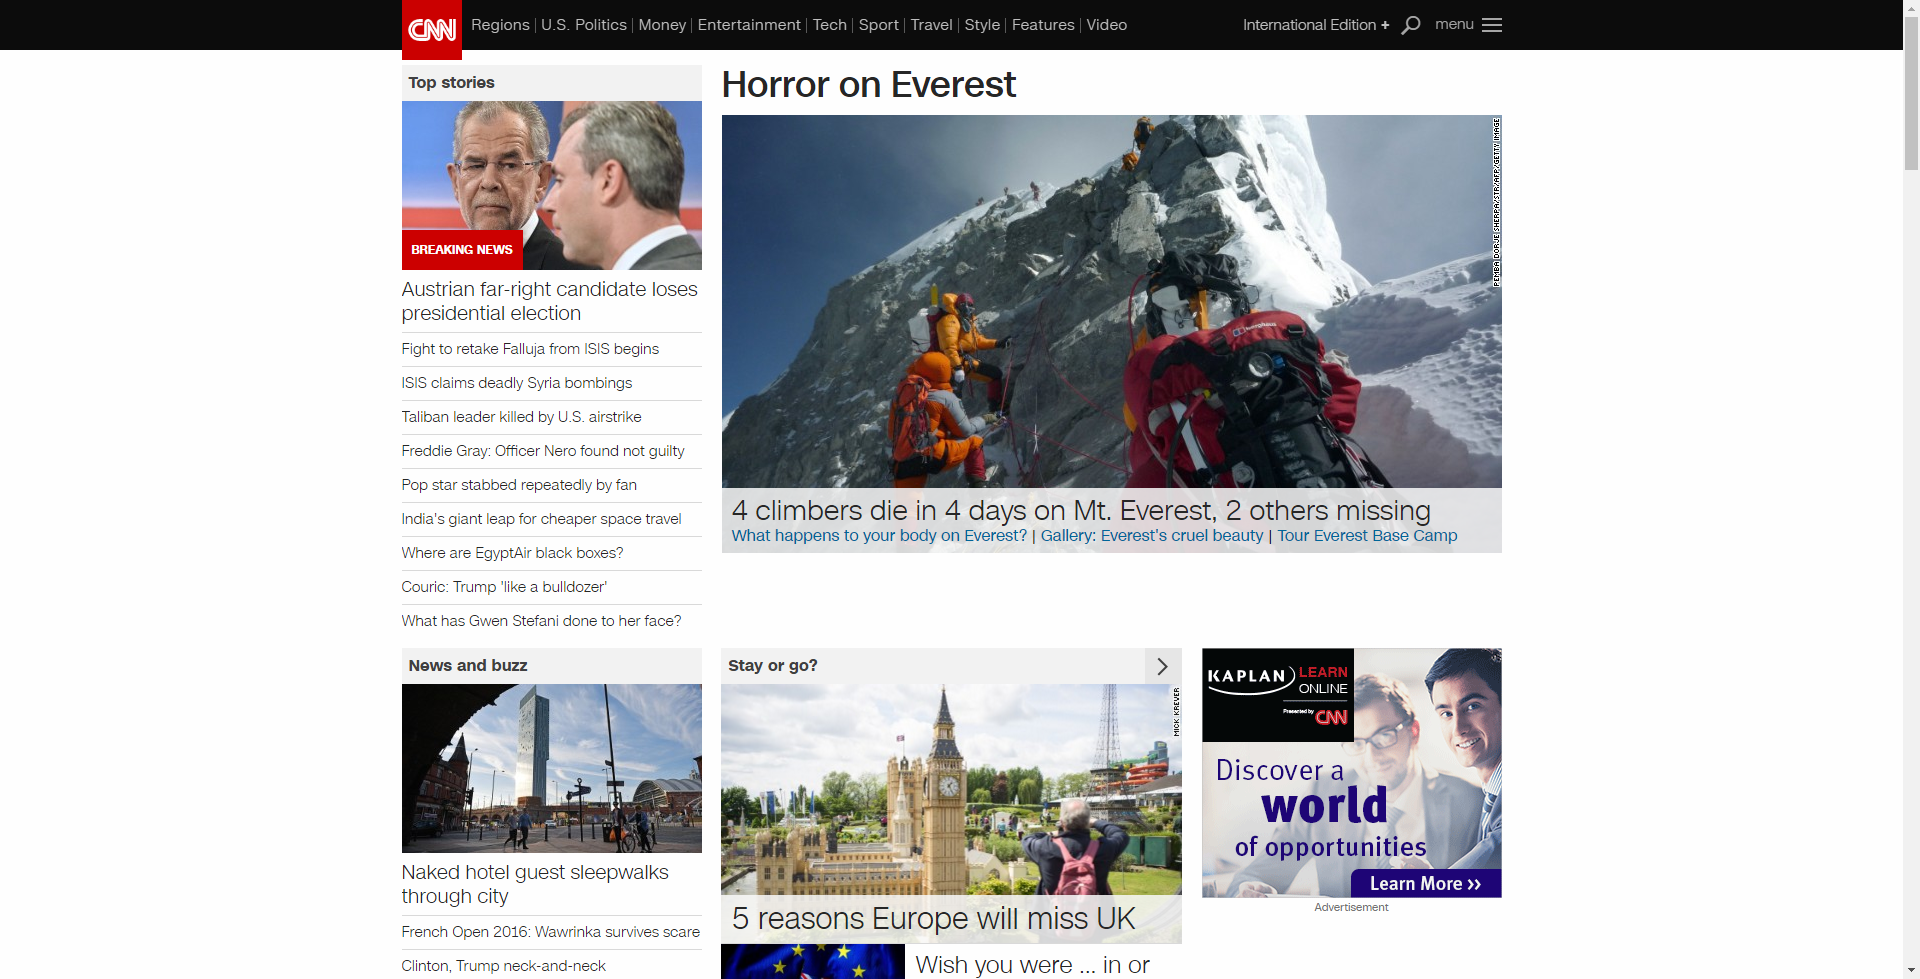 CNN
Regions
U.S. Politics
Money
Entertainment
Tech
Sport
Travel
Style
Features
Video
International Edition +
menu
Top stories
BREAKING NEWS
Austrian far-right candidate loses
presidential election
Fight to retake Falluja from ISIS begins
ISIS claims deadly Syria bombings
Taliban leader killed by U.S. airstrike
Freddie Gray: Officer Nero found not guilty
Pop star stabbed repeatedly by fan
India's giant leap for cheaper space travel
Where are EgyptAir black boxes?
Couric: Trump 'like a bulldozer'
What has Gwen Stefani done to her face?
Horror on Everest
PEMBA DORJE SHERPA/STR/AFP/GETTY IMAGE
4 climbers die in 4 days on Mt. Everest, 2 others missing
What happens to your body on Everest? | Gallery: Everest's cruel beauty | Tour Everest Base Camp
News and buzz
Naked hotel guest sleepwalks
through city
French Open 2016: Wawrinka survives scare
Clinton, Trump neck-and-neck
Stay or go?
MICK KREVER
5 reasons Europe will miss UK
Wish you were ... in or
KAPLAN
LEARN
ONLINE
Presented by CNN
Discover a
world
of opportunities
Learn More >>
Advertisement